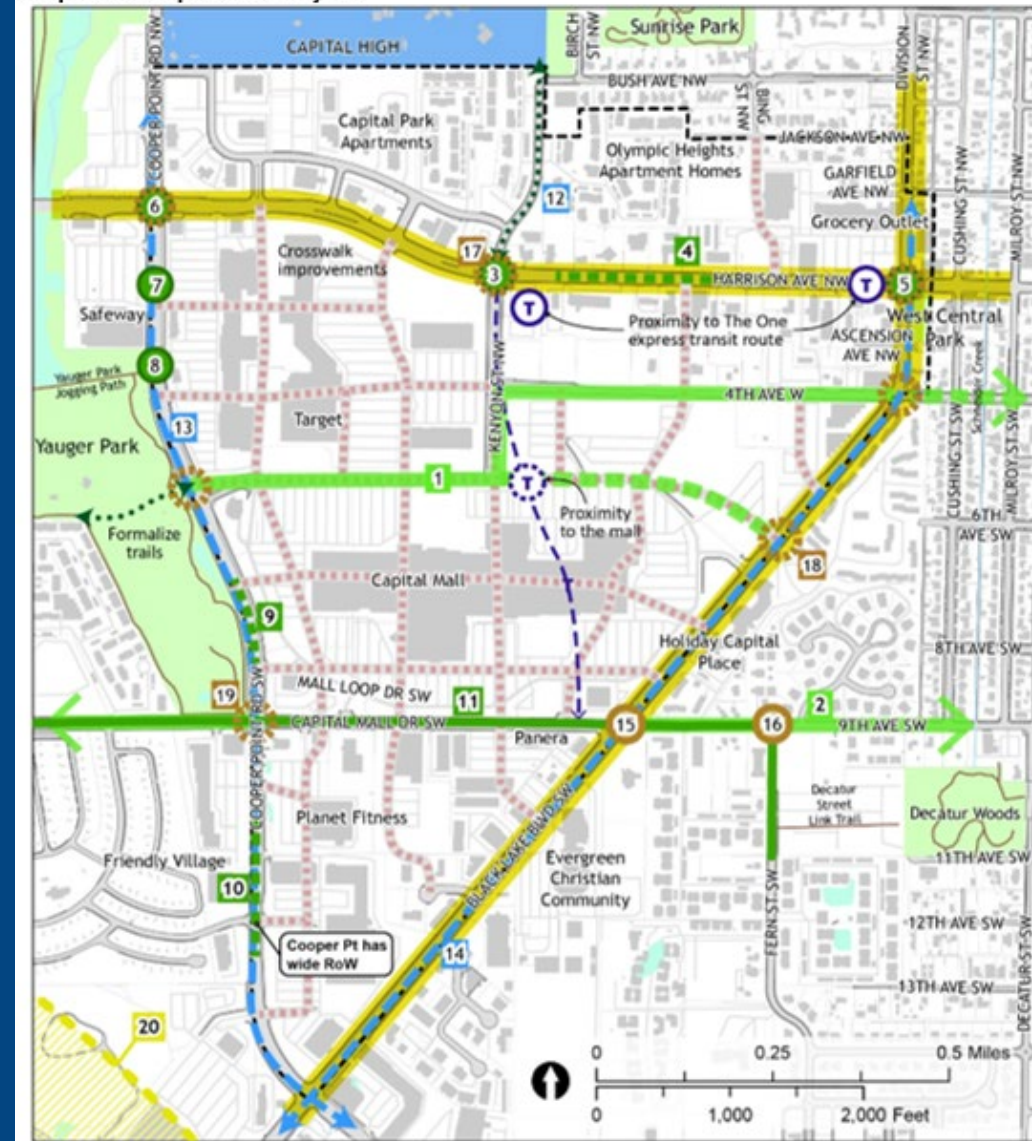 CAPITAL HIGH
COOPER POINT RD NW
BIRCH
ST NW
Sunrise Park
DIVISION
ST NW
BUSH AVE NW
BING
ST NW
Capital Park
Apartments
JACKSON AVE NW
Olympic Heights
Apartment Homes
GARFIELD
AVE NW
CUSHING ST NW
MILROY ST NW
12
Grocery Outlet
6
Crosswalk
improvements
17
3
4
HARRISON AVE NW
T
5
7
T
Safeway
Proximity to The One
express transit route
West Central
Park
ASCENSION
AVE NW
8
Yauger Park
Jogging Path
KENYON ST NW
Schneider Creek
4TH AVE W
Target
13
Yauger Park
CUSHING ST SW
MILROY ST SW
1
T
Proximity
to the mall
6TH
AVE SW
Formalize
trails
18
Capital Mall
9
Holiday Capital
Place
8TH AVE SW
MALL LOOP DR SW
19
11
2
CAPITAL MALL DR SW
15
16
9TH AVE SW
Panera
COOPER POINT RD SW
BLACK LAKE BLVD SW
Decatur
Street
Link Trail
Decatur Woods
Planet Fitness
Friendly Village
Evergreen
Christian
Community
11TH AVE SW
10
FERN ST SW
12TH AVE SW
Cooper Pt has
wide RoW
14
13TH AVE SW
DECATUR ST SW
20
0 0.25 0.5 Miles
0 1,000 2,000 Feet